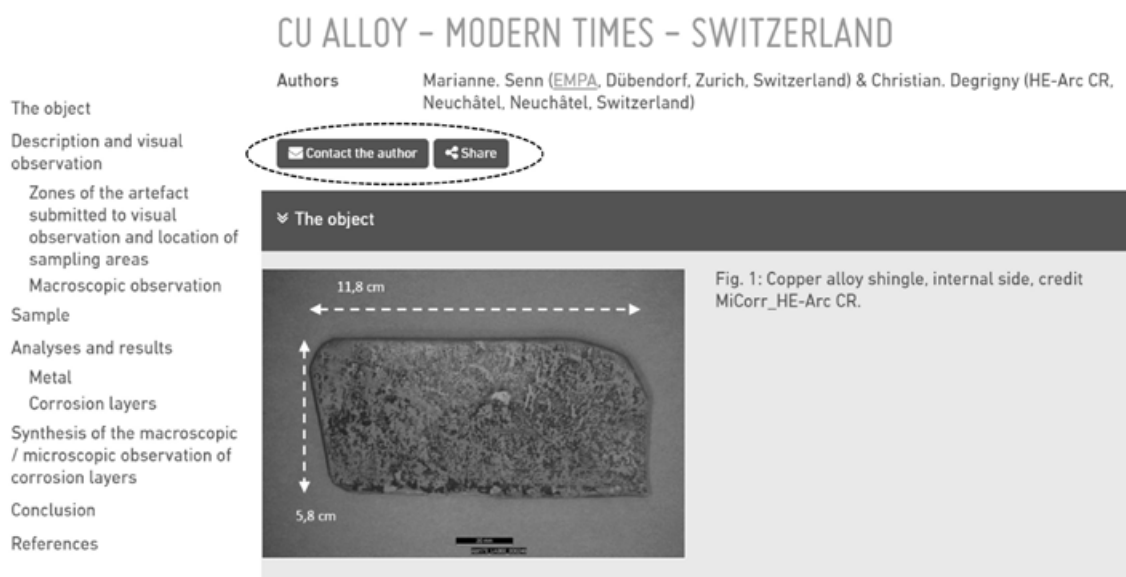 CU ALLOY – MODERN TIMES – SWITZERLAND
Authors
Marianne. Senn (EMPA, Dübendorf, Zurich, Switzerland) & Christian. Degrigny (HE-Arc CR,
Neuchâtel, Neuchâtel, Switzerland)
Contact the author
Share
The object
Description and visual
observation
Zones of the artefact
submitted to visual
observation and location of
sampling areas
Macroscopic observation
Sample
Analyses and results
Metal
Corrosion layers
Synthesis of the macroscopic
/ microscopic observation of
corrosion layers
Conclusion
References
The object
11,8 cm
5,8 cm
Fig. 1: Copper alloy shingle, internal side, credit
MiCorr_HE-Arc CR.